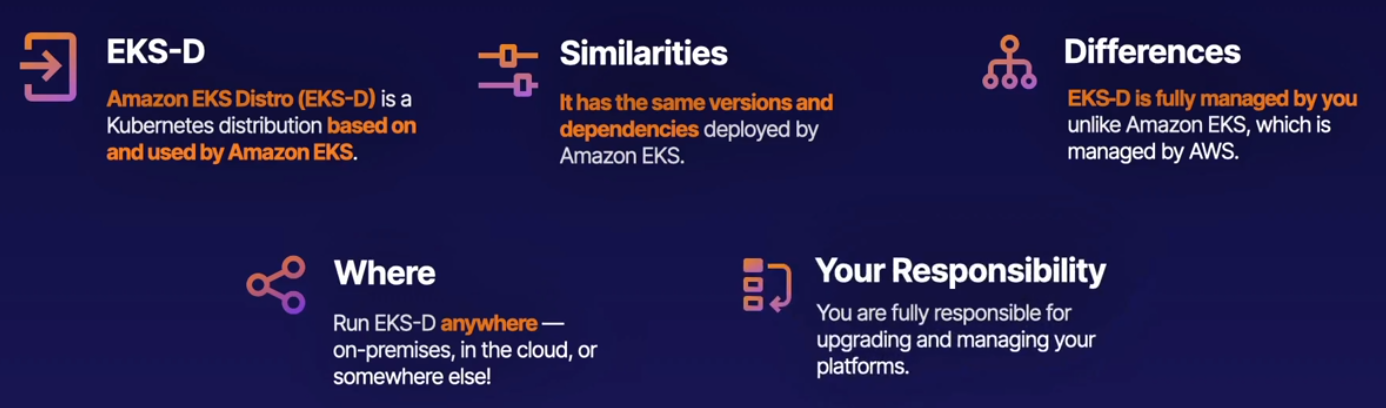 EKS-D
Amazon EKS Distro (EKS-D) is a
Kubernetes distribution based on
and used by Amazon EKS.
Similarities
It has the same versions and
dependencies deployed by
Amazon EKS.
Differences
EKS-D is fully managed by you
unlike Amazon EKS, which is
managed by AWS.
Where
Run EKS-D anywhere —
on-premises, in the cloud, or
somewhere else!
Your Responsibility
You are fully responsible for
upgrading and managing your
platforms.